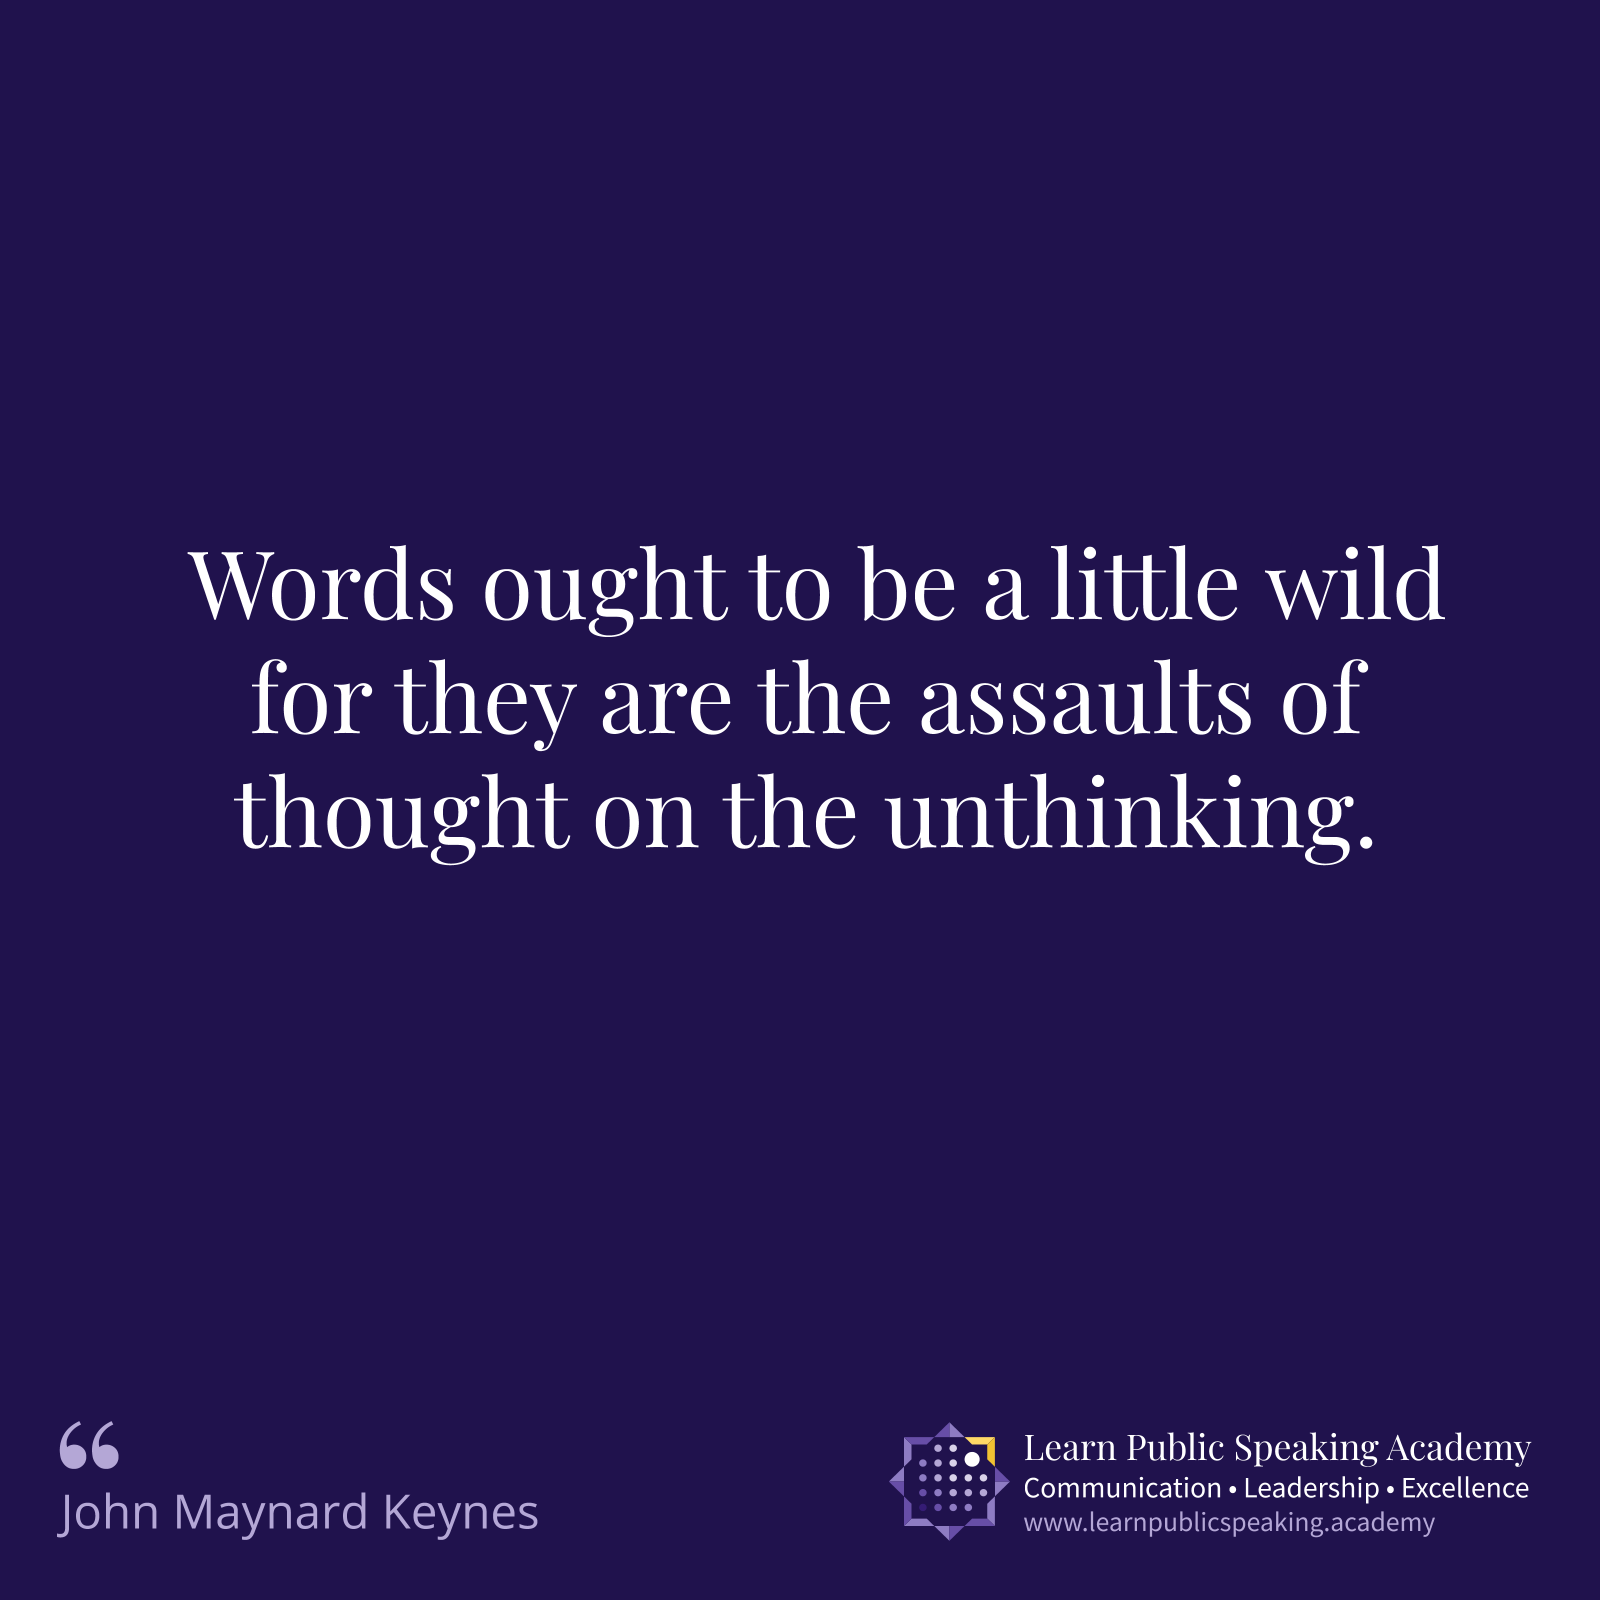 Words ought to be a little wild
for they are the assaults of
thought on the unthinking.
“
John Maynard Keynes
Learn Public Speaking Academy
Communication • Leadership • Excellence
www.learnpublicspeaking.academy